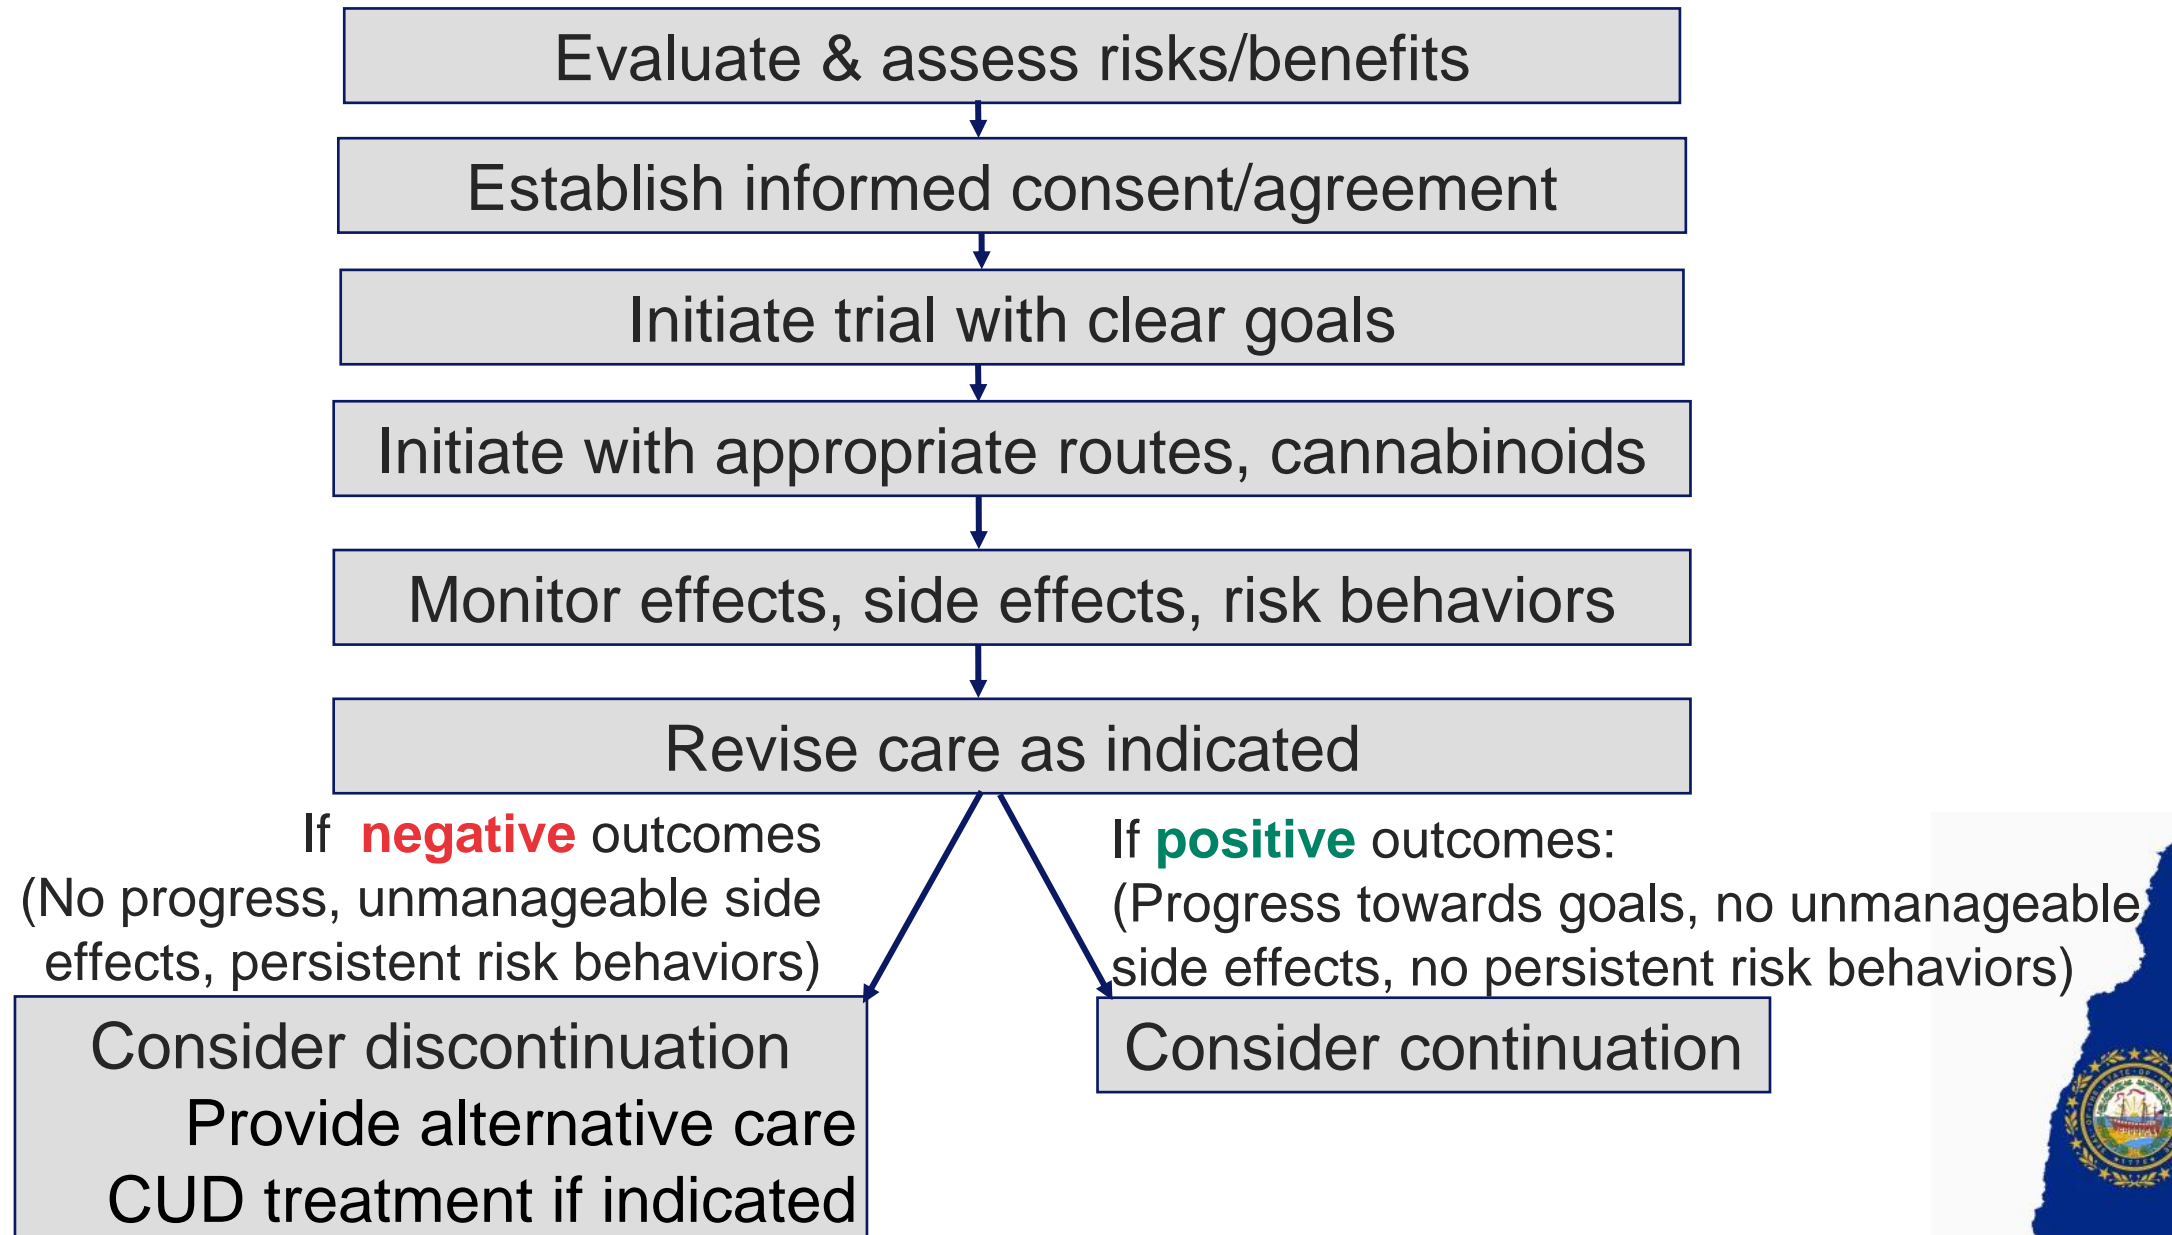 Evaluate & assess risks/benefits
Establish informed consent/agreement
Initiate trial with clear goals
Initiate with appropriate routes, cannabinoids
Monitor effects, side effects, risk behaviors
Revise care as indicated
If negative outcomes
(No progress, unmanageable side
effects, persistent risk behaviors)
If positive outcomes:
(Progress towards goals, no unmanageable
side effects, no persistent risk behaviors)
Consider discontinuation
Provide alternative care
CUD treatment if indicated
Consider continuation